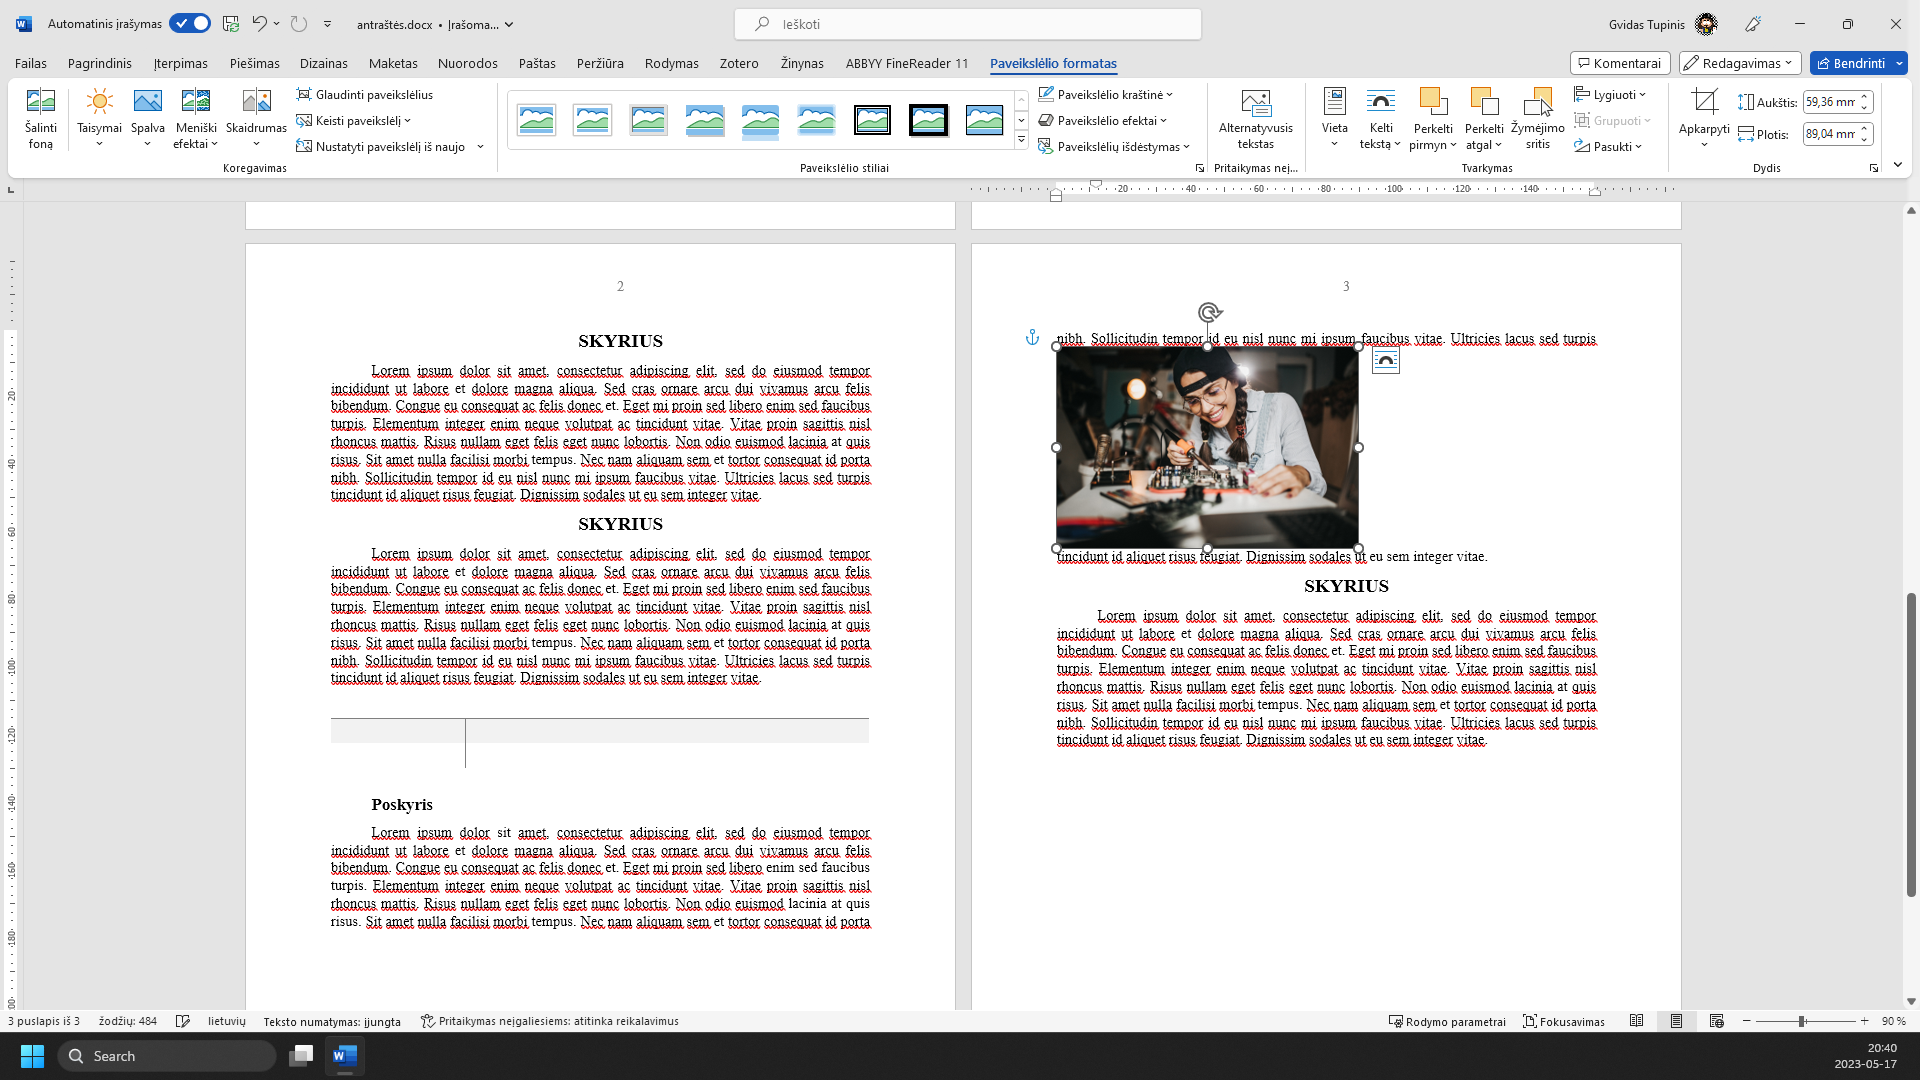 Automatinis įrašymas
antraštės.docx • Įrašoma...
Ieškoti
Gvidas Tupinis
Failas Pagrindinis Įterpimas Piešimas Dizainas Maketas Nuorodos Paštas Peržiūra Rodymas Zotero Žinynas ABBYY FineReader 11 Paveikslėlio formatas
Komentarai Redagavimas Bendrinti
Šalinti foną
Taisymai
Spalva
Meniški efektai
Skaidrumas
Glaudinti paveikslėlius
Keisti paveikslėlį
Nustatyti paveikslėlį iš naujo
Koregavimas
Paveikslėlio kraštinė
Paveikslėlio efektai
Paveikslėlių išdėstymas
Paveikslėlio stiliai
Alternatyvusis tekstas
Pritaikymas nej...
Vieta
Kelti tekstą
Perkelti pirmyn
Perkelti atgal
Žymėjimo sritis
Lygiuoti
Grupuoti
Pasukti
Tvarkymas
Apkarpyti
Aukštis: 59,36 mm
Plotis: 89,04 mm
Dydis
20 40 60 80 100 120 140
20
40
60
80
100
120
140
160
180
2
SKYRIUS
Lorem ipsum dolor sit amet, consectetur adipiscing elit, sed do eiusmod tempor
incididunt ut labore et dolore magna aliqua. Sed cras ornare arcu dui vivamus arcu felis
bibendum. Congue eu consequat ac felis donec et. Eget mi proin sed libero enim sed faucibus
turpis. Elementum integer enim neque volutpat ac tincidunt vitae. Vitae proin sagittis nisl
rhoncus mattis. Risus nullam eget felis eget nunc lobortis. Non odio euismod lacinia at quis
risus. Sit amet nulla facilisi morbi tempus. Nec nam aliquam sem et tortor consequat id porta
nibh. Sollicitudin tempor id eu nisl nunc mi ipsum faucibus vitae. Ultricies lacus sed turpis
tincidunt id aliquet risus feugiat. Dignissim sodales ut eu sem integer vitae.
SKYRIUS
Lorem ipsum dolor sit amet, consectetur adipiscing elit, sed do eiusmod tempor
incididunt ut labore et dolore magna aliqua. Sed cras ornare arcu dui vivamus arcu felis
bibendum. Congue eu consequat ac felis donec et. Eget mi proin sed libero enim sed faucibus
turpis. Elementum integer enim neque volutpat ac tincidunt vitae. Vitae proin sagittis nisl
rhoncus mattis. Risus nullam eget felis eget nunc lobortis. Non odio euismod lacinia at quis
risus. Sit amet nulla facilisi morbi tempus. Nec nam aliquam sem et tortor consequat id porta
nibh. Sollicitudin tempor id eu nisl nunc mi ipsum faucibus vitae. Ultricies lacus sed turpis
tincidunt id aliquet risus feugiat. Dignissim sodales ut eu sem integer vitae.
Poskyris
Lorem ipsum dolor sit amet, consectetur adipiscing elit, sed do eiusmod tempor
incididunt ut labore et dolore magna aliqua. Sed cras ornare arcu dui vivamus arcu felis
bibendum. Congue eu consequat ac felis donec et. Eget mi proin sed libero enim sed faucibus
turpis. Elementum integer enim neque volutpat ac tincidunt vitae. Vitae proin sagittis nisl
rhoncus mattis. Risus nullam eget felis eget nunc lobortis. Non odio euismod lacinia at quis
risus. Sit amet nulla facilisi morbi tempus. Nec nam aliquam sem et tortor consequat id porta
3
nibh. Sollicitudin tempor id eu nisl nunc mi ipsum faucibus vitae. Ultricies lacus sed turpis
tincidunt id aliquet risus feugiat. Dignissim sodales ut eu sem integer vitae.
SKYRIUS
Lorem ipsum dolor sit amet, consectetur adipiscing elit, sed do eiusmod tempor
incididunt ut labore et dolore magna aliqua. Sed cras ornare arcu dui vivamus arcu felis
bibendum. Congue eu consequat ac felis donec et. Eget mi proin sed libero enim sed faucibus
turpis. Elementum integer enim neque volutpat ac tincidunt vitae. Vitae proin sagittis nisl
rhoncus mattis. Risus nullam eget felis eget nunc lobortis. Non odio euismod lacinia at quis
risus. Sit amet nulla facilisi morbi tempus. Nec nam aliquam sem et tortor consequat id porta
nibh. Sollicitudin tempor id eu nisl nunc mi ipsum faucibus vitae. Ultricies lacus sed turpis
tincidunt id aliquet risus feugiat. Dignissim sodales ut eu sem integer vitae.
3 puslapis iš 3 žodžių: 484 lietuvių Teksto numatymas: įjungta Pritaikymas neįgaliesiems: atitinka reikalavimus
Rodymo parametrai Fokusavimas 90 %
Search
20:40
2023-05-17